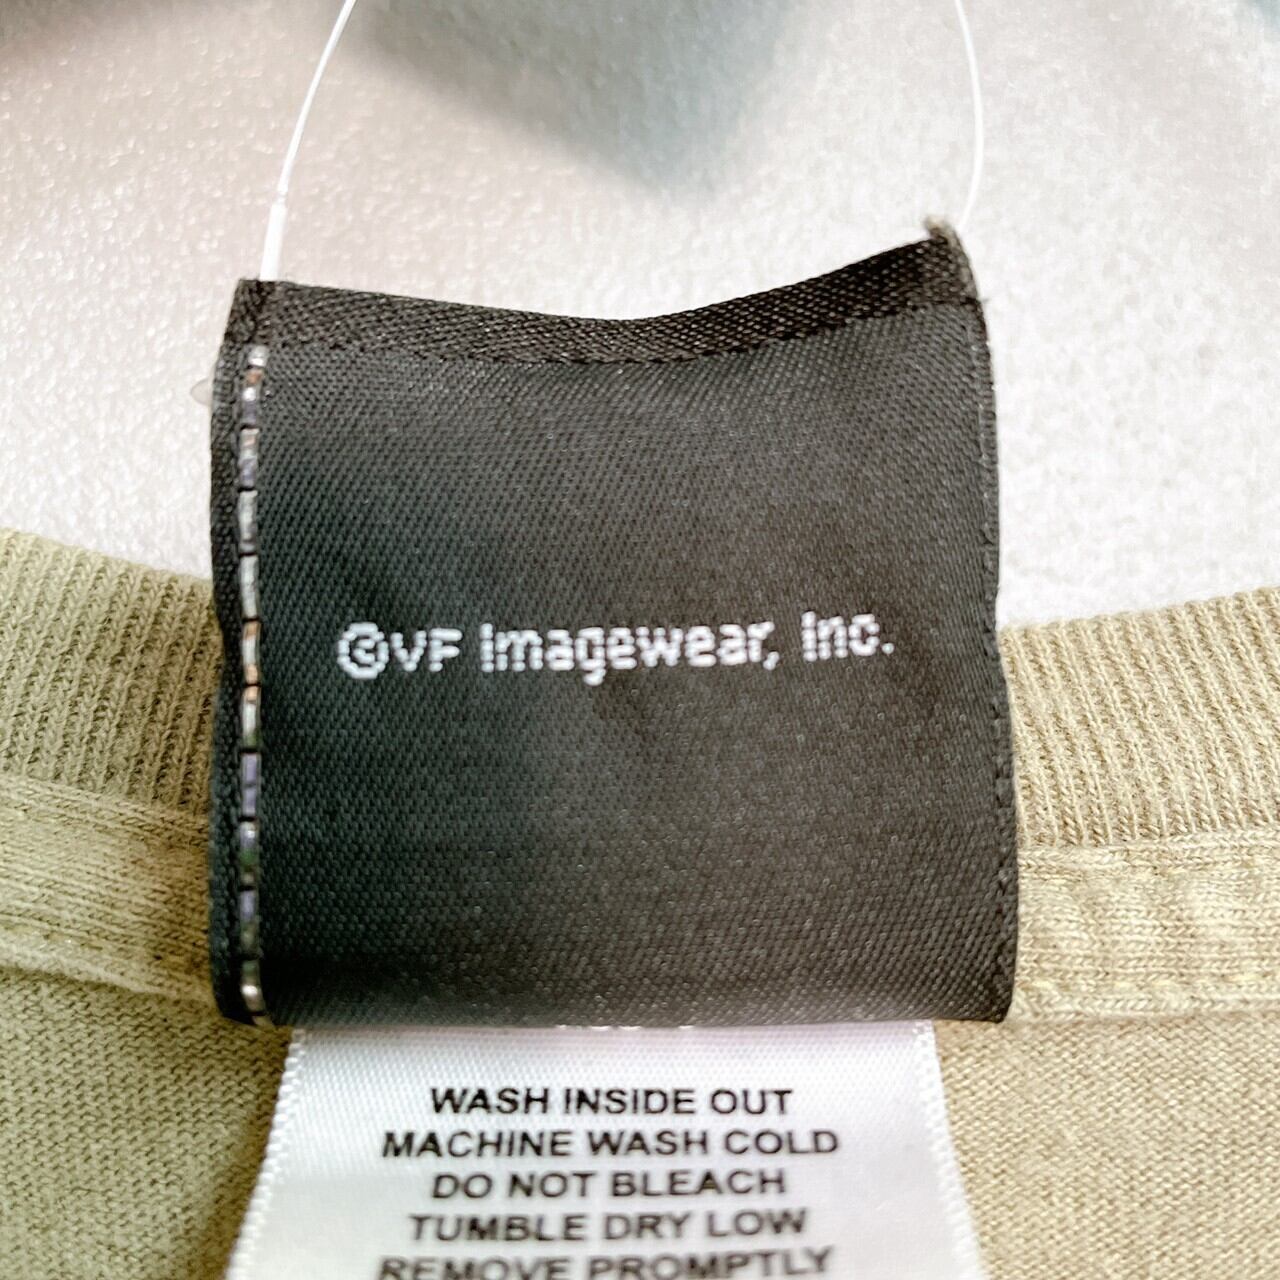 ©VF Imagewear, Inc.
WASH INSIDE OUT
MACHINE WASH COLD
DO NOT BLEACH
TUMBLE DRY LOW
REMOVE PROMPTLY